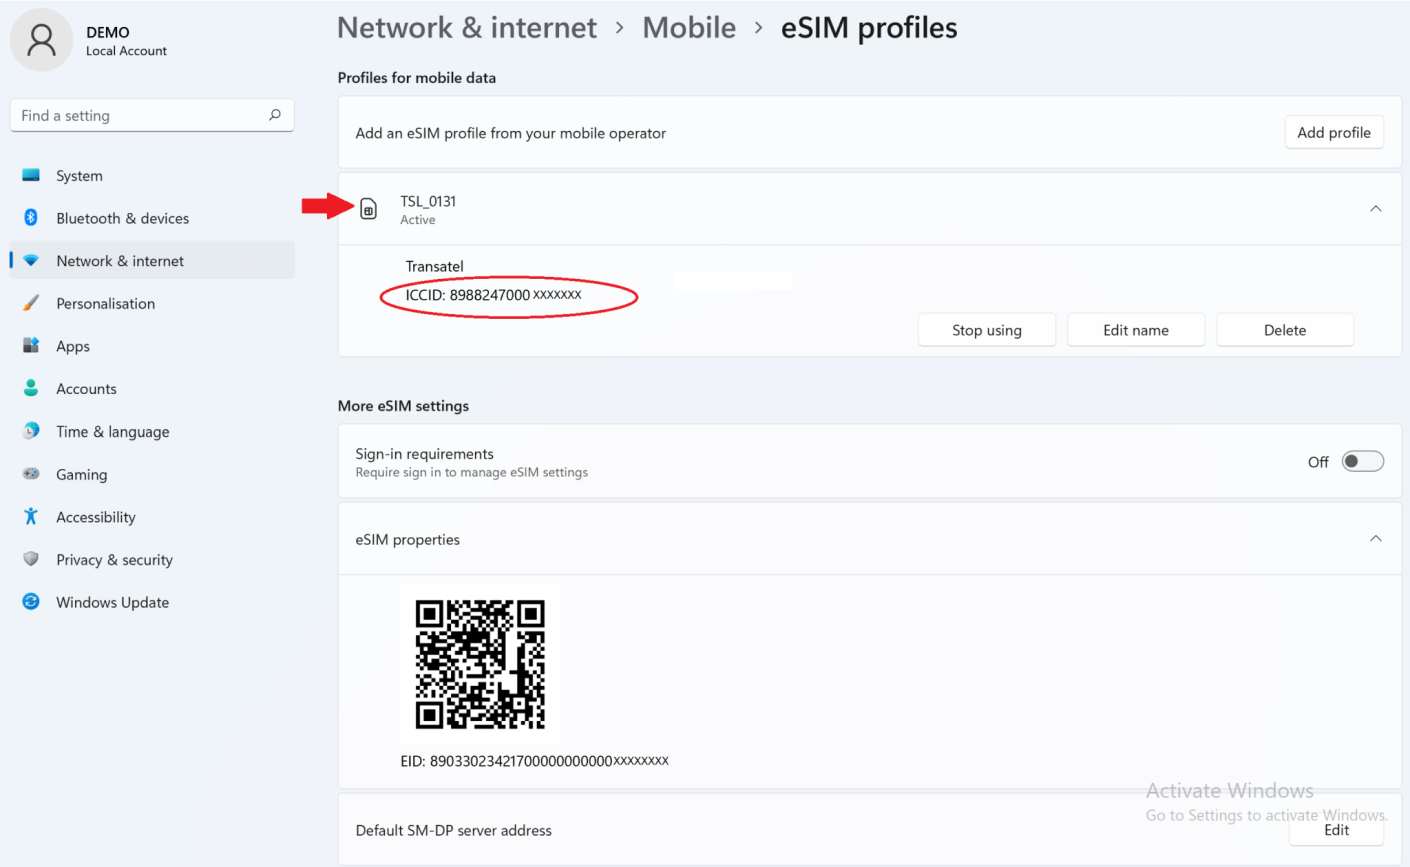 DEMO
Local Account
Find a setting
System
Bluetooth & devices
Network & internet
Personalisation
Apps
Accounts
Time & language
Gaming
Accessibility
Privacy & security
Windows Update
Network & internet > Mobile > eSIM profiles
Profiles for mobile data
Add an eSIM profile from your mobile operator
Add profile
TSL_0131
Active
Transatel
ICCID: 8988247000 xxxxxxx
Stop using
Edit name
Delete
More eSIM settings
Sign-in requirements
Require sign in to manage eSIM settings
Off
eSIM properties
EID: 89033023421700000000000xxxxxxxx
Default SM-DP server address
Edit
Activate Windows
Go to Settings to activate Windows.